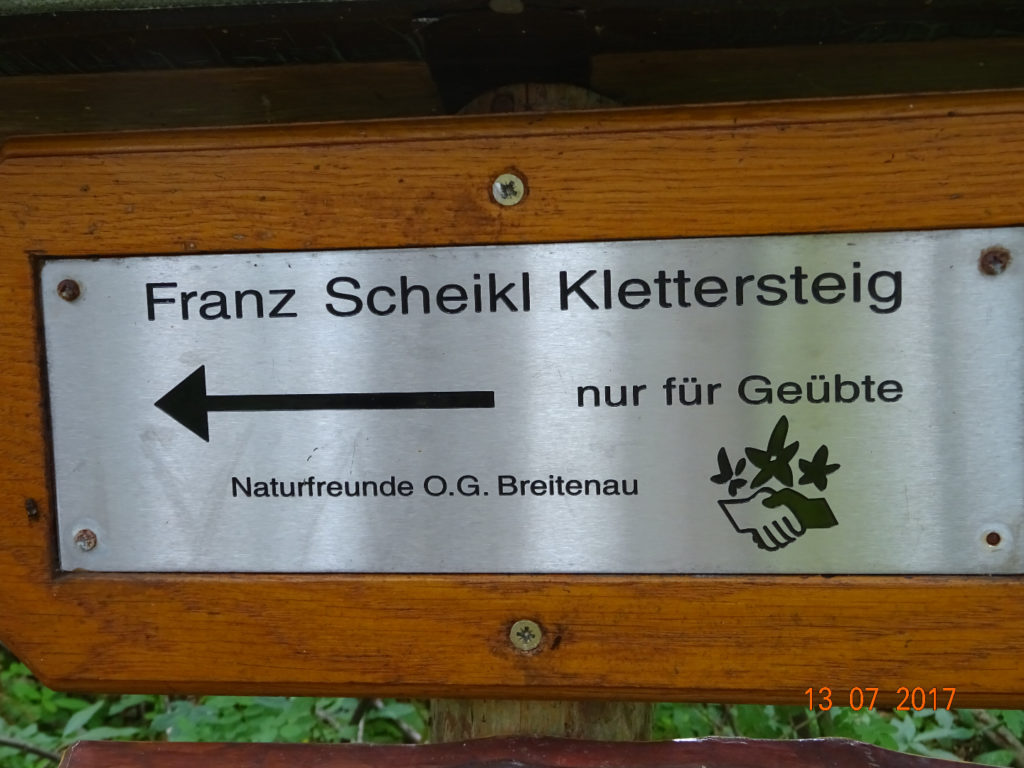 Franz Scheikl Klettersteig
nur für Geübte
Naturfreunde O.G. Breitenau
13 07 2017